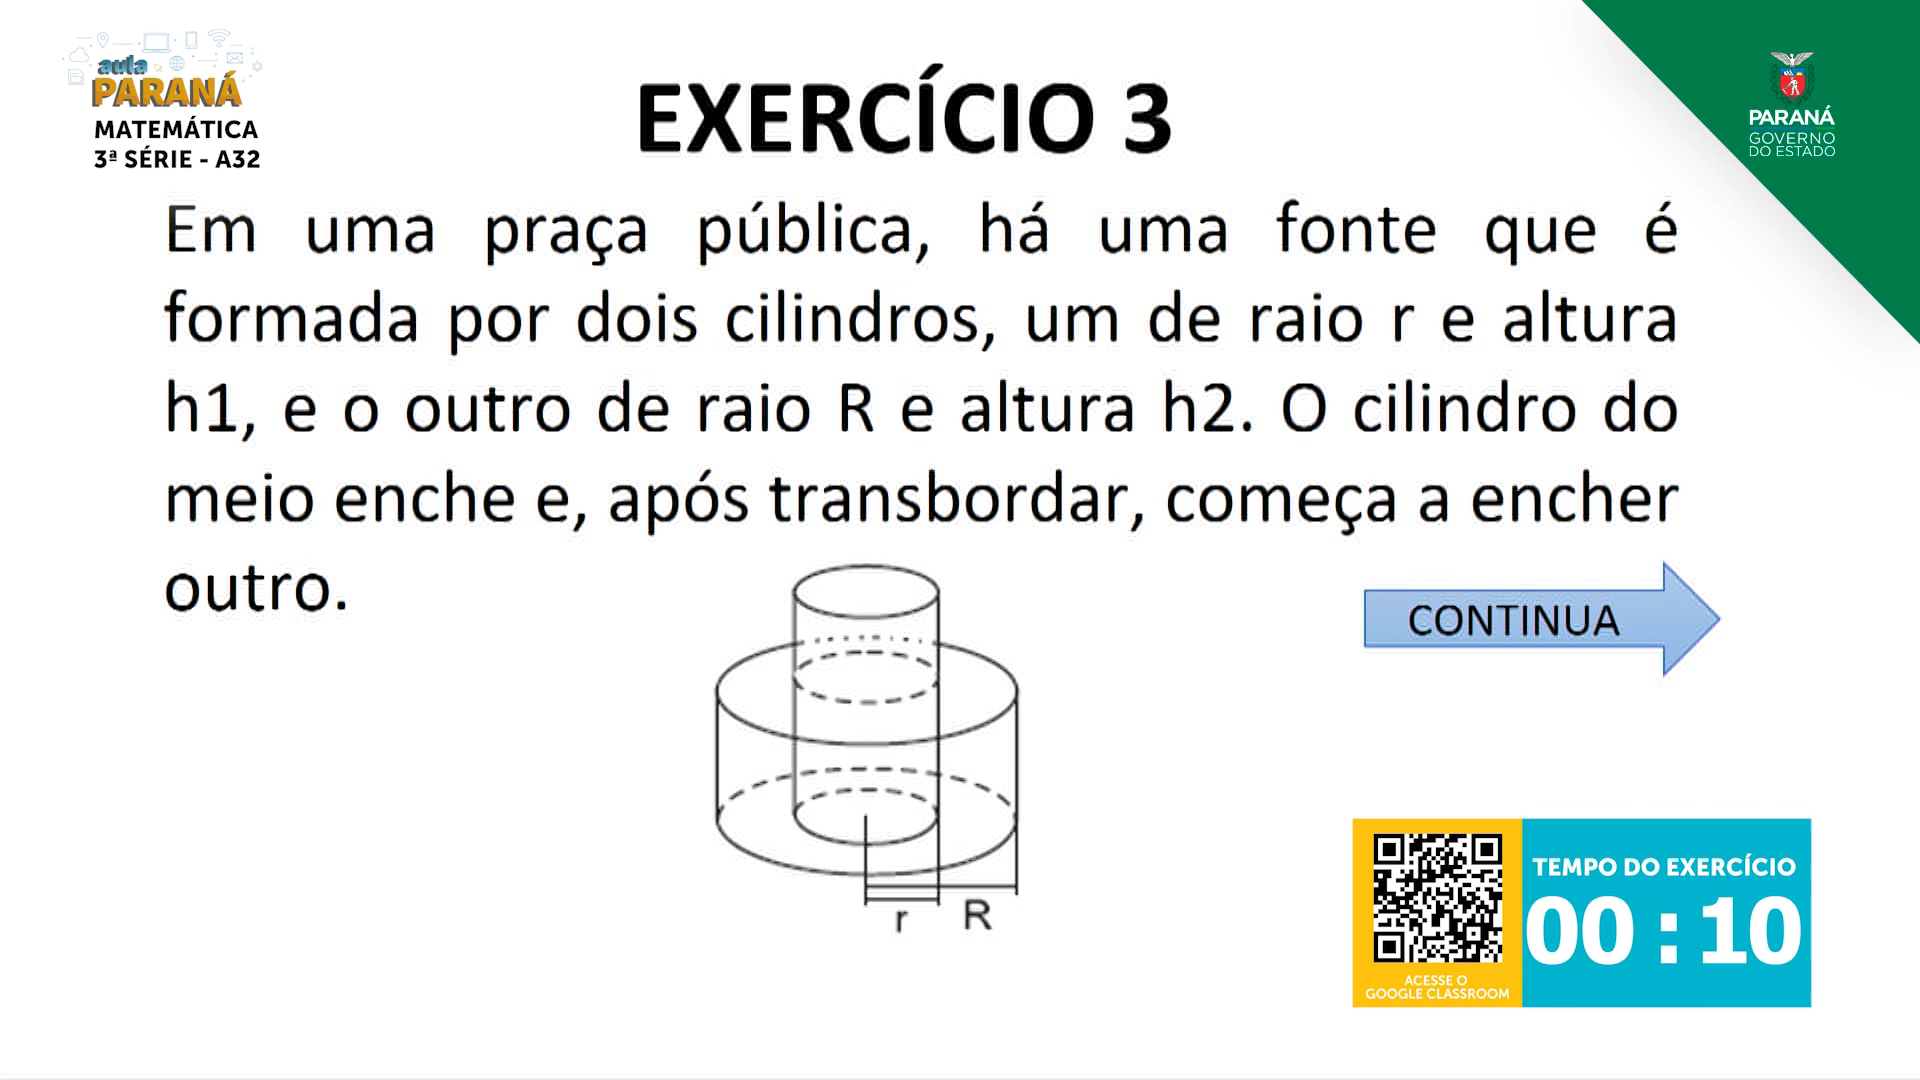 aula
PARANÁ
MATEMÁTICA
3ª SÉRIE - A32
EXERCÍCIO 3
PARANÁ
GOVERNO
DO ESTADO
Em uma praça pública, há uma fonte que é
formada por dois cilindros, um de raio r e altura
h1, e o outro de raio R e altura h2. O cilindro do
meio enche e, após transbordar, começa a encher
outro.
CONTINUA
r
R
TEMPO DO EXERCÍCIO
00 : 10
ACESSE O
GOOGLE CLASSROOM